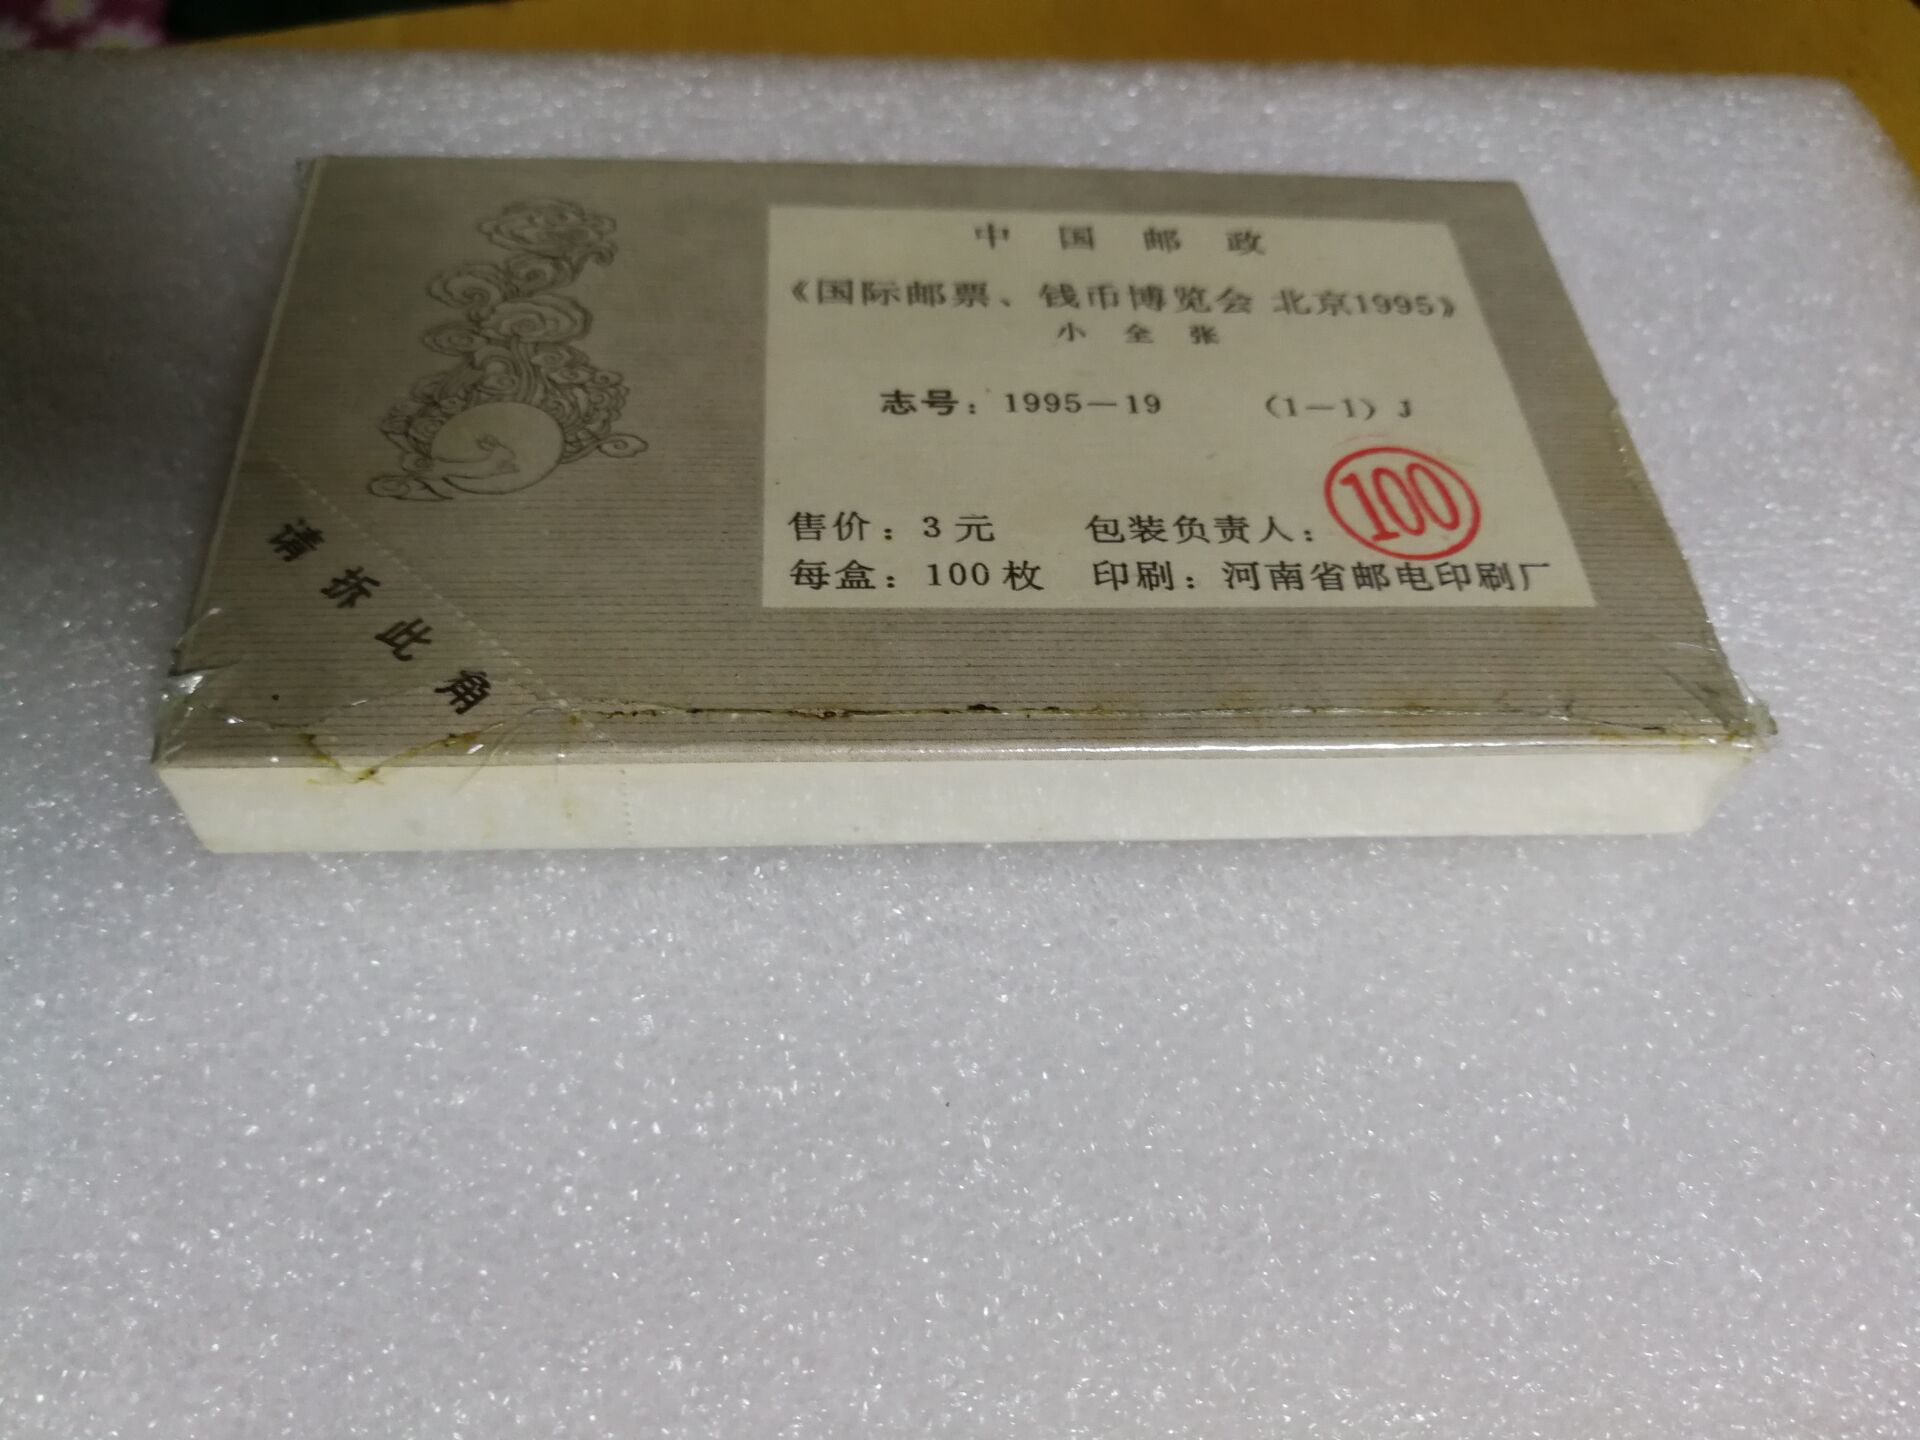 中国邮政
《国际邮票、钱币博览会 北京1995》
小全张
志号：1995－19 （1－1）J
售价：3元 包装负责人：100
每盒：100枚 印刷：河南省邮电印刷厂
请拆此角